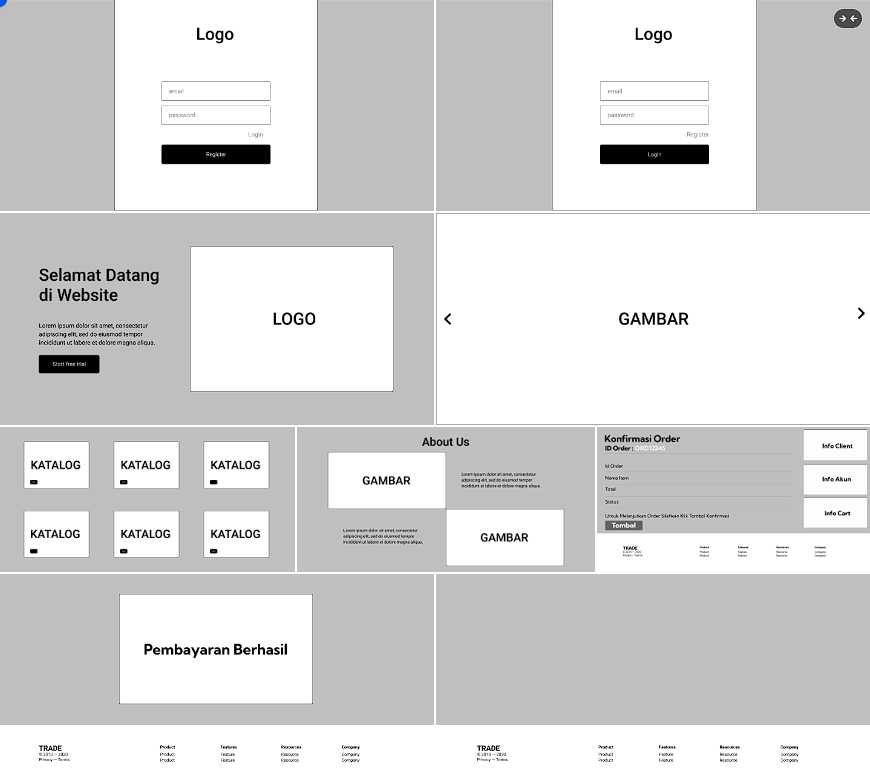 Logo
email
password
Login
Register
Logo
email
password
Register
Login
Selamat Datang
di Website
Lorem ipsum dolor sit amet, consectetur
adipiscing elit, sed do eiusmod tempor
incididunt ut labore et dolore magna aliqua.
Start free trial
LOGO
GAMBAR
KATALOG
KATALOG
KATALOG
KATALOG
KATALOG
KATALOG
About Us
GAMBAR
Lorem ipsum dolor sit amet, consectetur
adipiscing elit, sed do eiusmod tempor
incididunt ut labore et dolore magna aliqua.
Lorem ipsum dolor sit amet, consectetur
adipiscing elit, sed do eiusmod tempor
incididunt ut labore et dolore magna aliqua.
GAMBAR
Konfirmasi Order
ID Order : ORD12345
Id Order
Nama Item
Total
Status
Untuk Melanjutkan Order Silahkan Klik Tombol Konfirmasi
Tombol
Info Client
Info Akun
Info Cart
TRADE
© 2010 — 2020
Privacy — Terms
Product
Product
Product
Features
Feature
Feature
Resources
Resource
Resource
Company
Company
Company
Pembayaran Berhasil
TRADE
© 2010 — 2020
Privacy — Terms
Product
Product
Product
Features
Feature
Feature
Resources
Resource
Resource
Company
Company
Company
TRADE
© 2010 — 2020
Privacy — Terms
Product
Product
Product
Features
Feature
Feature
Resources
Resource
Resource
Company
Company
Company